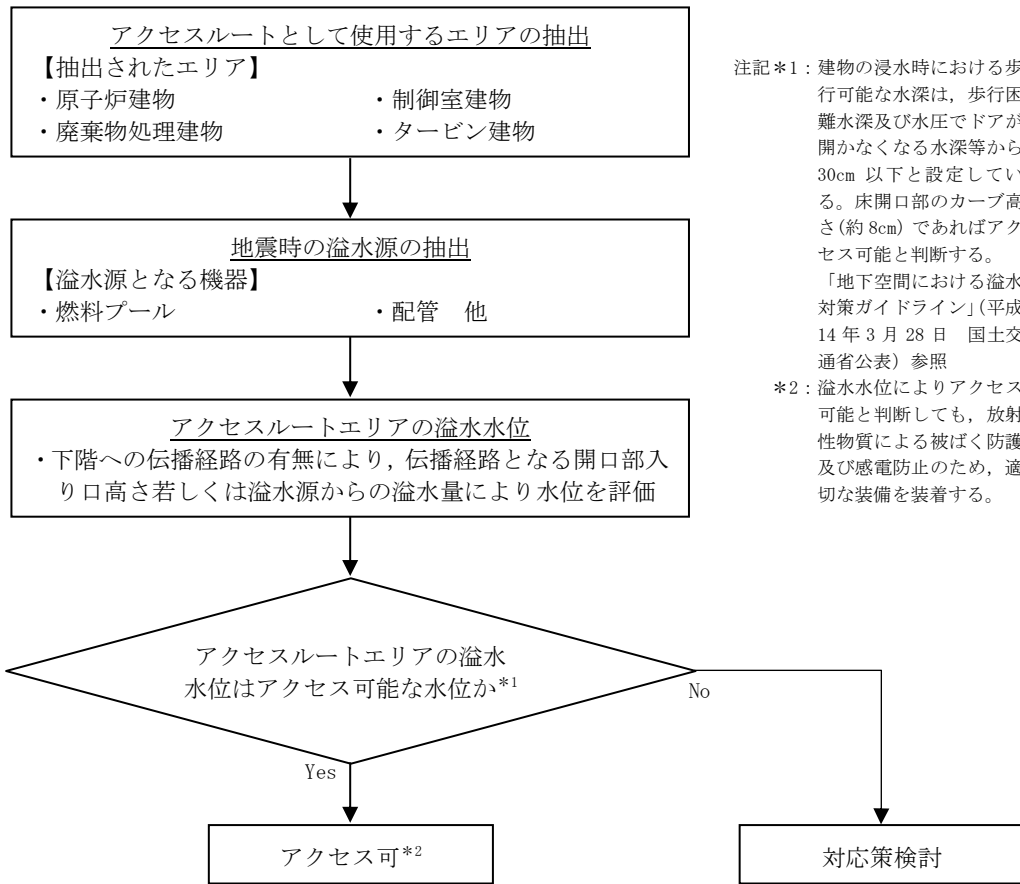 アクセスルートとして使用するエリアの抽出
【抽出されたエリア】
・原子炉建物　・制御室建物
・廃棄物処理建物　・タービン建物
地震時の溢水源の抽出
【溢水源となる機器】
・燃料プール　・配管　他
アクセスルートエリアの溢水水位
・下階への伝播経路の有無により，伝播経路となる開口部入
り口高さ若しくは溢水源からの溢水量により水位を評価
アクセスルートエリアの溢水
水位はアクセス可能な水位か*1
No
Yes
アクセス可*2
対応策検討
注記＊1：建物の浸水時における歩
行可能な水深は，歩行困
難水深及び水圧でドアが
開かなくなる水深等から
30cm 以下と設定してい
る。床開口部のカーブ高
さ(約 8cm) であればアク
セス可能と判断する。
「地下空間における溢水
対策ガイドライン」（平成
14 年 3 月 28 日　国土交
通省公表）参照
＊2：溢水水位によりアクセス
可能と判断しても，放射
性物質による被ばく防護
及び感電防止のため，適
切な装備を装着する。